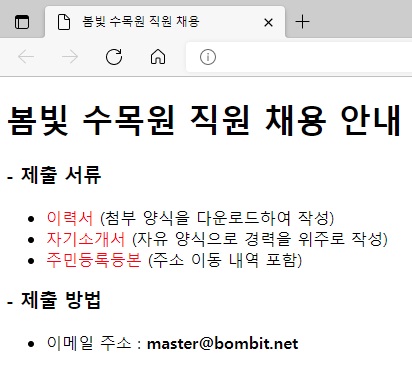 봄빛 수목원 직원 채용
봄빛 수목원 직원 채용 안내
- 제출 서류
• 이력서 (첨부 양식을 다운로드하여 작성)
• 자기소개서 (자유 양식으로 경력을 위주로 작성)
• 주민등록등본 (주소 이동 내역 포함)
- 제출 방법
• 이메일 주소 : master@bombit.net